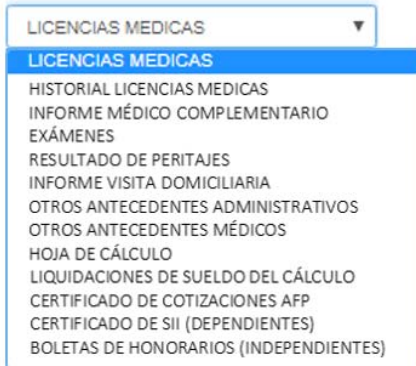 LICENCIAS MEDICAS
LICENCIAS MEDICAS
HISTORIAL LICENCIAS MEDICAS
INFORME MÉDICO COMPLEMENTARIO
EXÁMENES
RESULTADO DE PERITAJES
INFORME VISITA DOMICILIARIA
OTROS ANTECEDENTES ADMINISTRATIVOS
OTROS ANTECEDENTES MÉDICOS
HOJA DE CÁLCULO
LIQUIDACIONES DE SUELDO DEL CÁLCULO
CERTIFICADO DE COTIZACIONES AFP
CERTIFICADO DE SII (DEPENDIENTES)
BOLETAS DE HONORARIOS (INDEPENDIENTES)